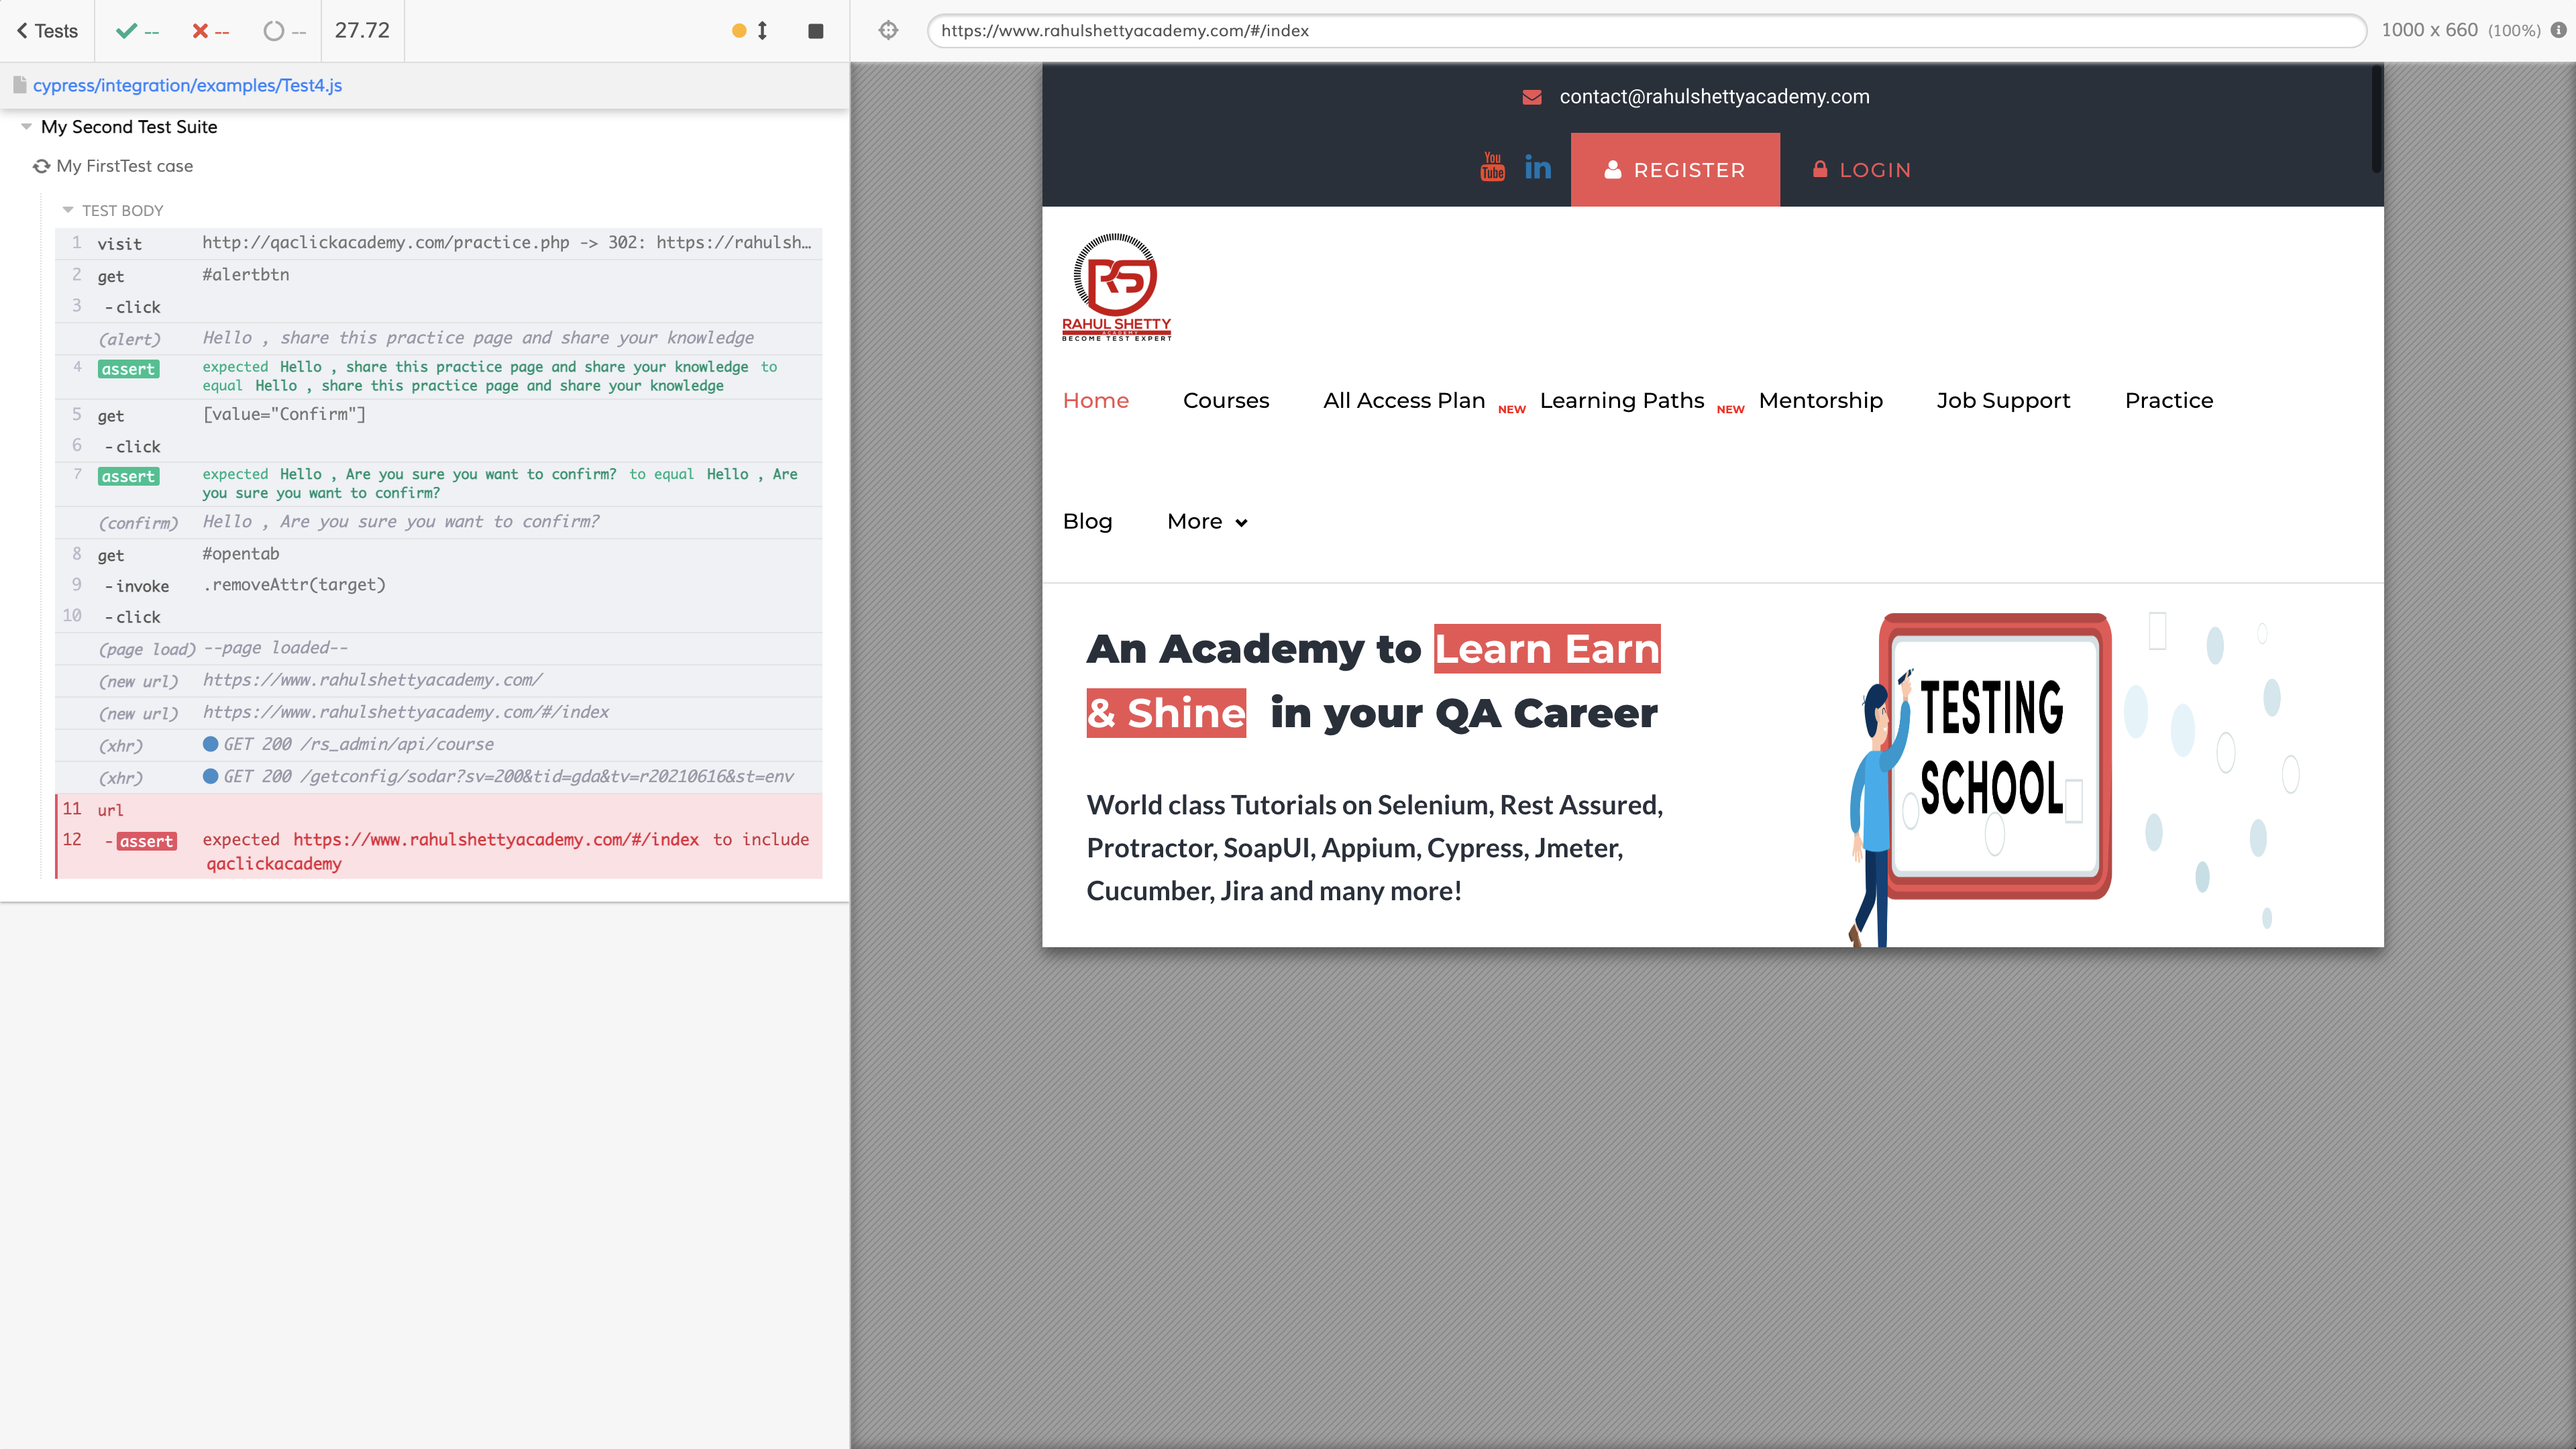 Tests
--
--
--
27.72
cypress/integration/examples/Test4.js
My Second Test Suite
My FirstTest case
TEST BODY
1 visit http://qaclickacademy.com/practice.php -> 302: https://rahulsh…
2 get #alertbtn
3 -click
(alert) Hello , share this practice page and share your knowledge
4 assert expected Hello , share this practice page and share your knowledge to
equal Hello , share this practice page and share your knowledge
5 get [value="Confirm"]
6 -click
7 assert expected Hello , Are you sure you want to confirm? to equal Hello , Are
you sure you want to confirm?
(confirm) Hello , Are you sure you want to confirm?
8 get #opentab
9 -invoke .removeAttr(target)
10 -click
(page load) --page loaded--
(new url) https://www.rahulshettyacademy.com/
(new url) https://www.rahulshettyacademy.com/#/index
(xhr) GET 200 /rs_admin/api/course
(xhr) GET 200 /getconfig/sodar?sv=200&tid=gda&tv=r20210616&st=env
11 url
12 -assert expected https://www.rahulshettyacademy.com/#/index to include
qaclickacademy
https://www.rahulshettyacademy.com/#/index
1000 x 660 (100%)
contact@rahulshettyacademy.com
You Tube
in
REGISTER
LOGIN
RS
RAHUL SHETTY
ACADEMY
BECOME TEST EXPERT
Home Courses All Access Plan NEW Learning Paths NEW Mentorship Job Support Practice
Blog More
An Academy to Learn Earn
& Shine in your QA Career
World class Tutorials on Selenium, Rest Assured,
Protractor, SoapUI, Appium, Cypress, Jmeter,
Cucumber, Jira and many more!
TESTING
SCHOOL